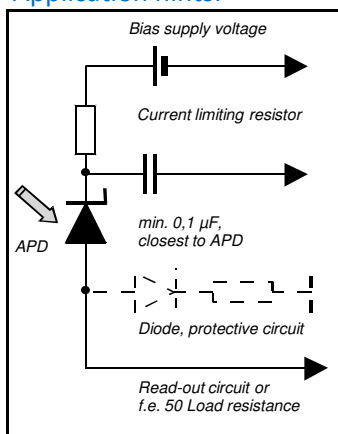 Application hints:
Bias supply voltage
Current limiting resistor
min. 0,1 µF,
closest to APD
APD
Diode, protective circuit
Read-out circuit or
f.e. 50 Load resistance